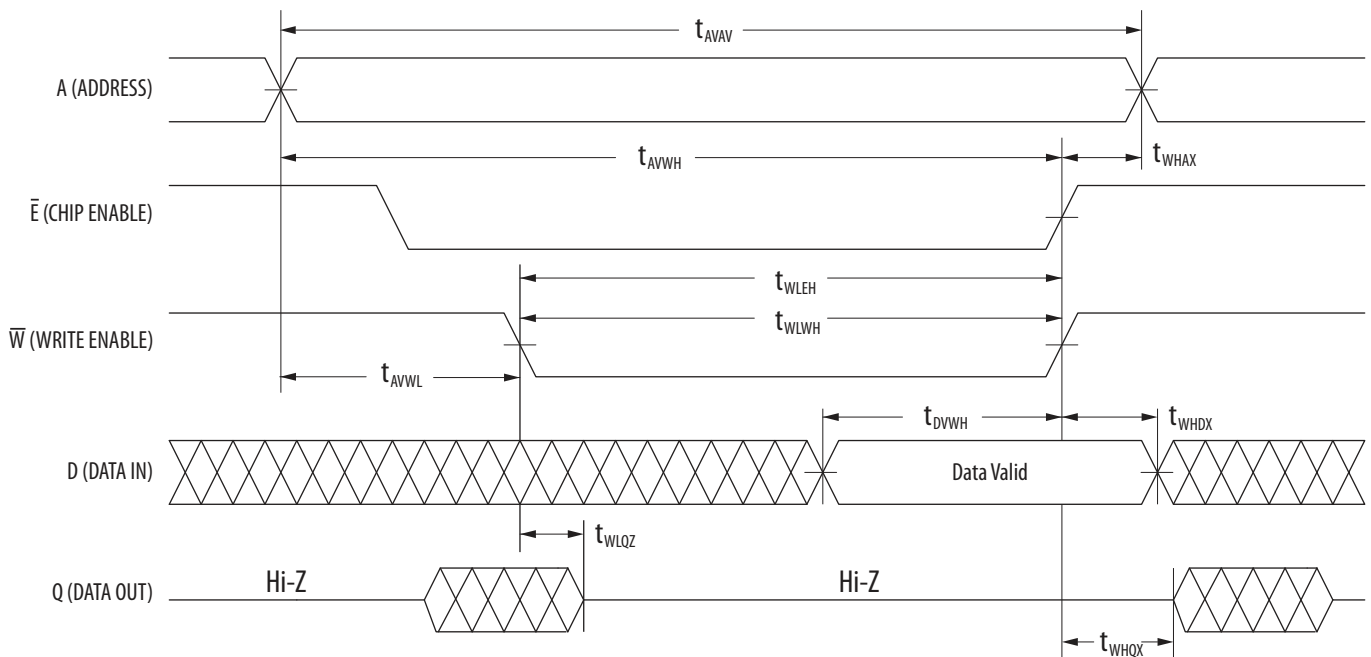 tAVAV
A (ADDRESS)
tAVWH
tWHAX
E̅ (CHIP ENABLE)
tWLEH
W̅ (WRITE ENABLE)
tWLWH
tAVWL
tDVWH
tWHDX
D (DATA IN)
Data Valid
tWLQZ
Q (DATA OUT)
Hi-Z
Hi-Z
tWHQX